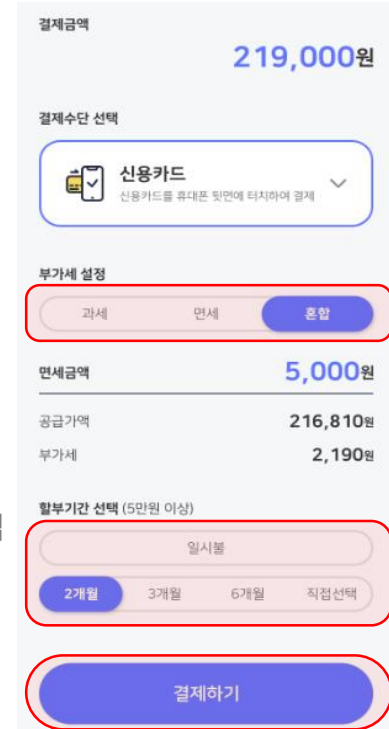 결제금액
219,000원
결제수단 선택
신용카드
신용카드를 휴대폰 뒷면에 터치하여 결제
부가세 설정
과세 면세 혼합
면세금액 5,000원
공급가액 216,810원
부가세 2,190원
할부기간 선택 (5만원 이상)
일시불
2개월 3개월 6개월 직접선택
결제하기